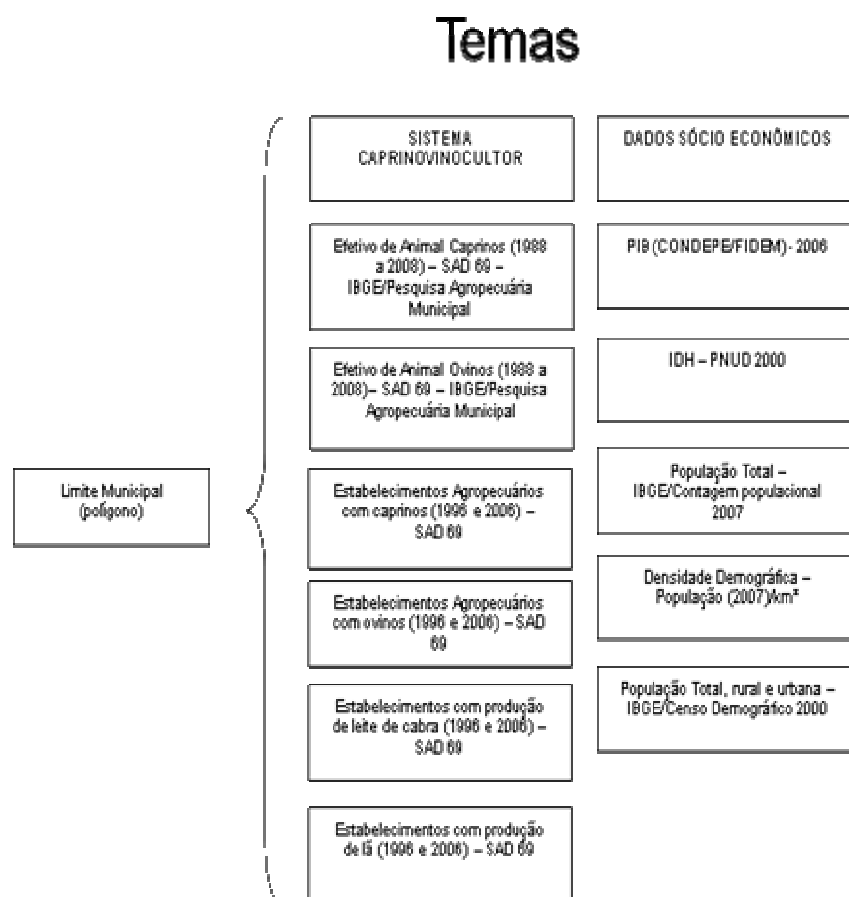 Temas
Limite Municipal
(polígono)
SISTEMA
CAPRINOVINOCULTOR
Efetivo de Animal Caprinos (1988
a 2008) – SAD 69 –
IBGE/Pesquisa Agropecuária
Municipal
Efetivo de Animal Ovinos (1988 a
2008)– SAD 69 – IBGE/Pesquisa
Agropecuária Municipal
Estabelecimentos Agropecuários
com caprinos (1996 e 2006) –
SAD 69
Estabelecimentos Agropecuários
com ovinos (1996 e 2006) – SAD
69
Estabelecimentos com produção
de leite de cabra (1996 e 2006) –
SAD 69
Estabelecimentos com produção
de lã (1996 e 2006) – SAD 69
DADOS SÓCIO ECONÔMICOS
PIB (CONDEPE/FIDEM)- 2006
IDH – PNUD 2000
População Total –
IBGE/Contagem populacional
2007
Densidade Demográfica –
População (2007)/km²
População Total, rural e urbana –
IBGE/Censo Demográfico 2000